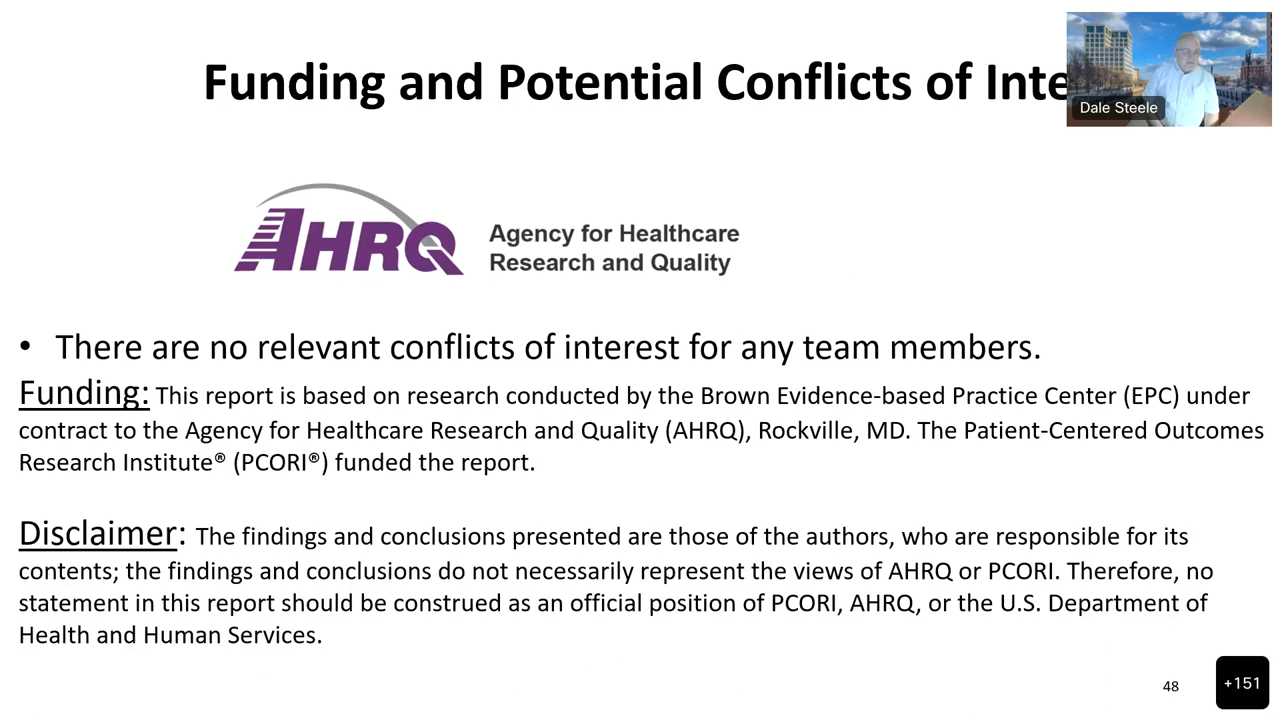 Funding and Potential Conflicts of Inte
Dale Steele
AHRQ
Agency for Healthcare
Research and Quality
• There are no relevant conflicts of interest for any team members.
Funding: This report is based on research conducted by the Brown Evidence-based Practice Center (EPC) under
contract to the Agency for Healthcare Research and Quality (AHRQ), Rockville, MD. The Patient-Centered Outcomes
Research Institute® (PCORI®) funded the report.
Disclaimer: The findings and conclusions presented are those of the authors, who are responsible for its
contents; the findings and conclusions do not necessarily represent the views of AHRQ or PCORI. Therefore, no
statement in this report should be construed as an official position of PCORI, AHRQ, or the U.S. Department of
Health and Human Services.
48
+151